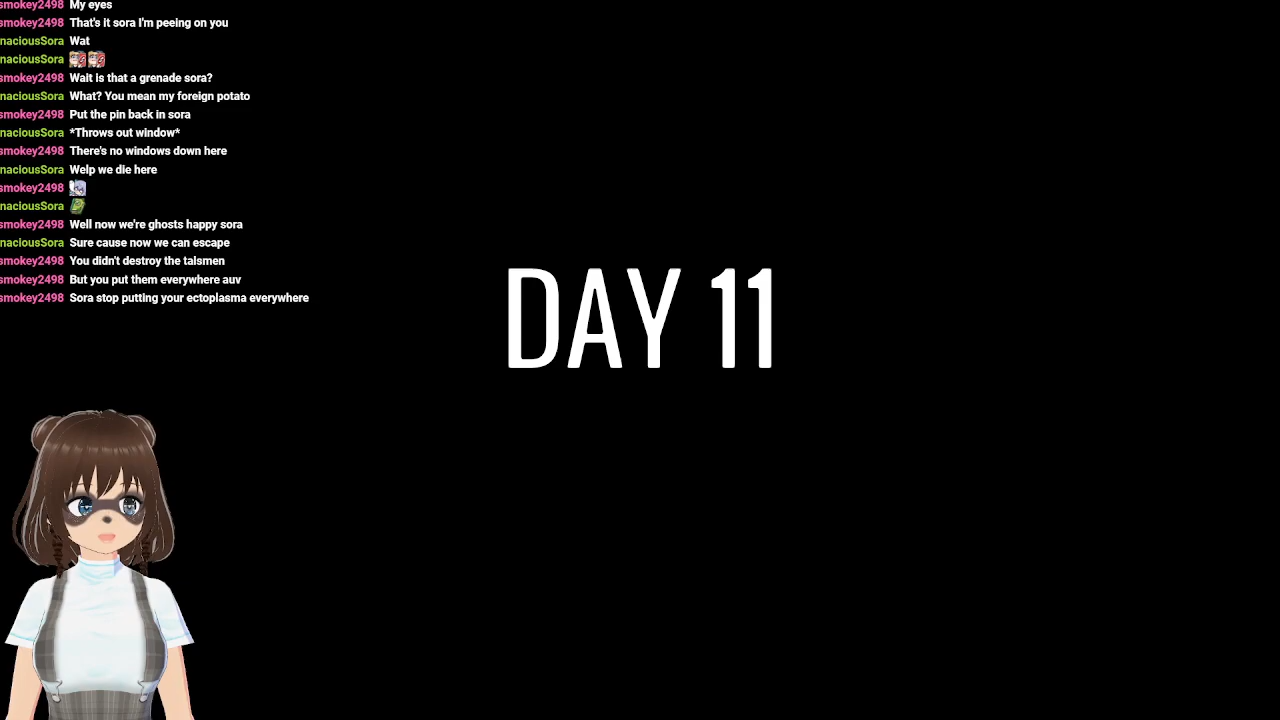 smokey2498 My eyes
smokey2498 That's it sora I'm peeing on you
naciousSora Wat
naciousSora
smokey2498 Wait is that a grenade sora?
naciousSora What? You mean my foreign potato
smokey2498 Put the pin back in sora
naciousSora *Throws out window*
smokey2498 There's no windows down here
naciousSora Welp we die here
smokey2498
naciousSora
smokey2498 Well now we're ghosts happy sora
naciousSora Sure cause now we can escape
smokey2498 You didn't destroy the talsmen
smokey2498 But you put them everywhere auv
smokey2498 Sora stop putting your ectoplasma everywhere
DAY 11